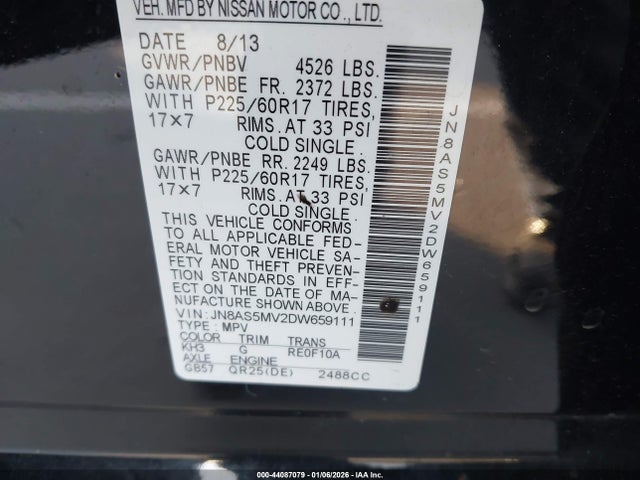 VEH. MFD BY NISSAN MOTOR CO., LTD.
DATE 8/13
GVWR/PNBV 4526 LBS.
GAWR/PNBE FR. 2372 LBS.
WITH P225/60R17 TIRES,
17×7 RIMS. AT 33 PSI
COLD SINGLE.
GAWR/PNBE RR. 2249 LBS.
WITH P225/60R17 TIRES,
17×7 RIMS. AT 33 PSI
COLD SINGLE.
THIS VEHICLE CONFORMS
TO ALL APPLICABLE FED-
ERAL MOTOR VEHICLE SA-
FETY AND THEFT PREVEN-
TION STANDARDS IN EFF-
ECT ON THE DATE OF MA-
NUFACTURE SHOWN ABOVE.
VIN: JN8AS5MV2DW659111
TYPE: MPV
COLOR TRIM TRANS
KH3 G RE0F10A
AXLE ENGINE
GB57 QR25(DE) 2488CC
JN8AS5MV2DW659111
000-44087079 | 01/06/2026 | IAA, Inc. | IAAI.com